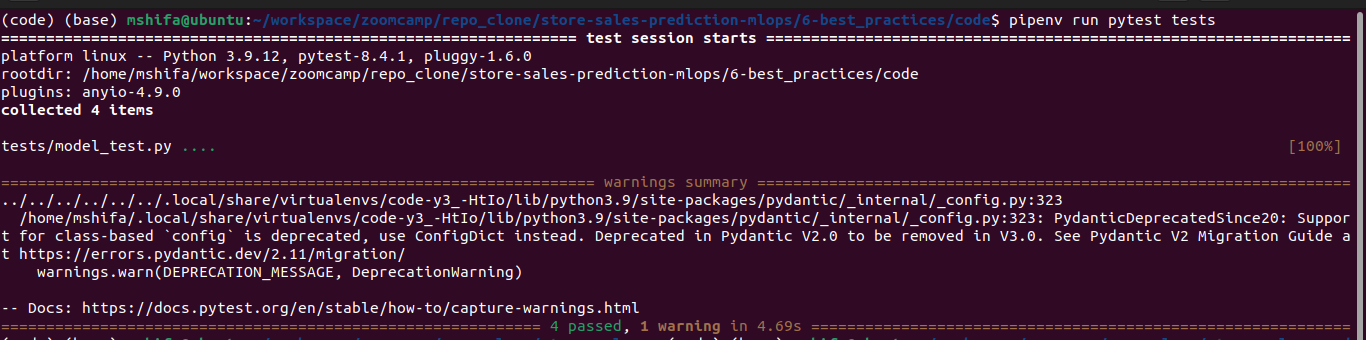 (code) (base) mshifa@ubuntu:~/workspace/zoomcamp/repo_clone/store-sales-prediction-mlops/6-best_practices/code$ pipenv run pytest tests
================================================================== test session starts ==================================================================
platform linux -- Python 3.9.12, pytest-8.4.1, pluggy-1.6.0
rootdir: /home/mshifa/workspace/zoomcamp/repo_clone/store-sales-prediction-mlops/6-best_practices/code
plugins: anyio-4.9.0
collected 4 items
tests/model_test.py .... [100%]
==================================================================== warnings summary ===================================================================
../../../../../../.local/share/virtualenvs/code-y3_-HtIo/lib/python3.9/site-packages/pydantic/_internal/_config.py:323
/home/mshifa/.local/share/virtualenvs/code-y3_-HtIo/lib/python3.9/site-packages/pydantic/_internal/_config.py:323: PydanticDeprecatedSince20: Suppor
t for class-based `config` is deprecated, use ConfigDict instead. Deprecated in Pydantic V2.0 to be removed in V3.0. See Pydantic V2 Migration Guide a
t https://errors.pydantic.dev/2.11/migration/
warnings.warn(DEPRECATION_MESSAGE, DeprecationWarning)
-- Docs: https://docs.pytest.org/en/stable/how-to/capture-warnings.html
============================================================== 4 passed, 1 warning in 4.69s ==============================================================